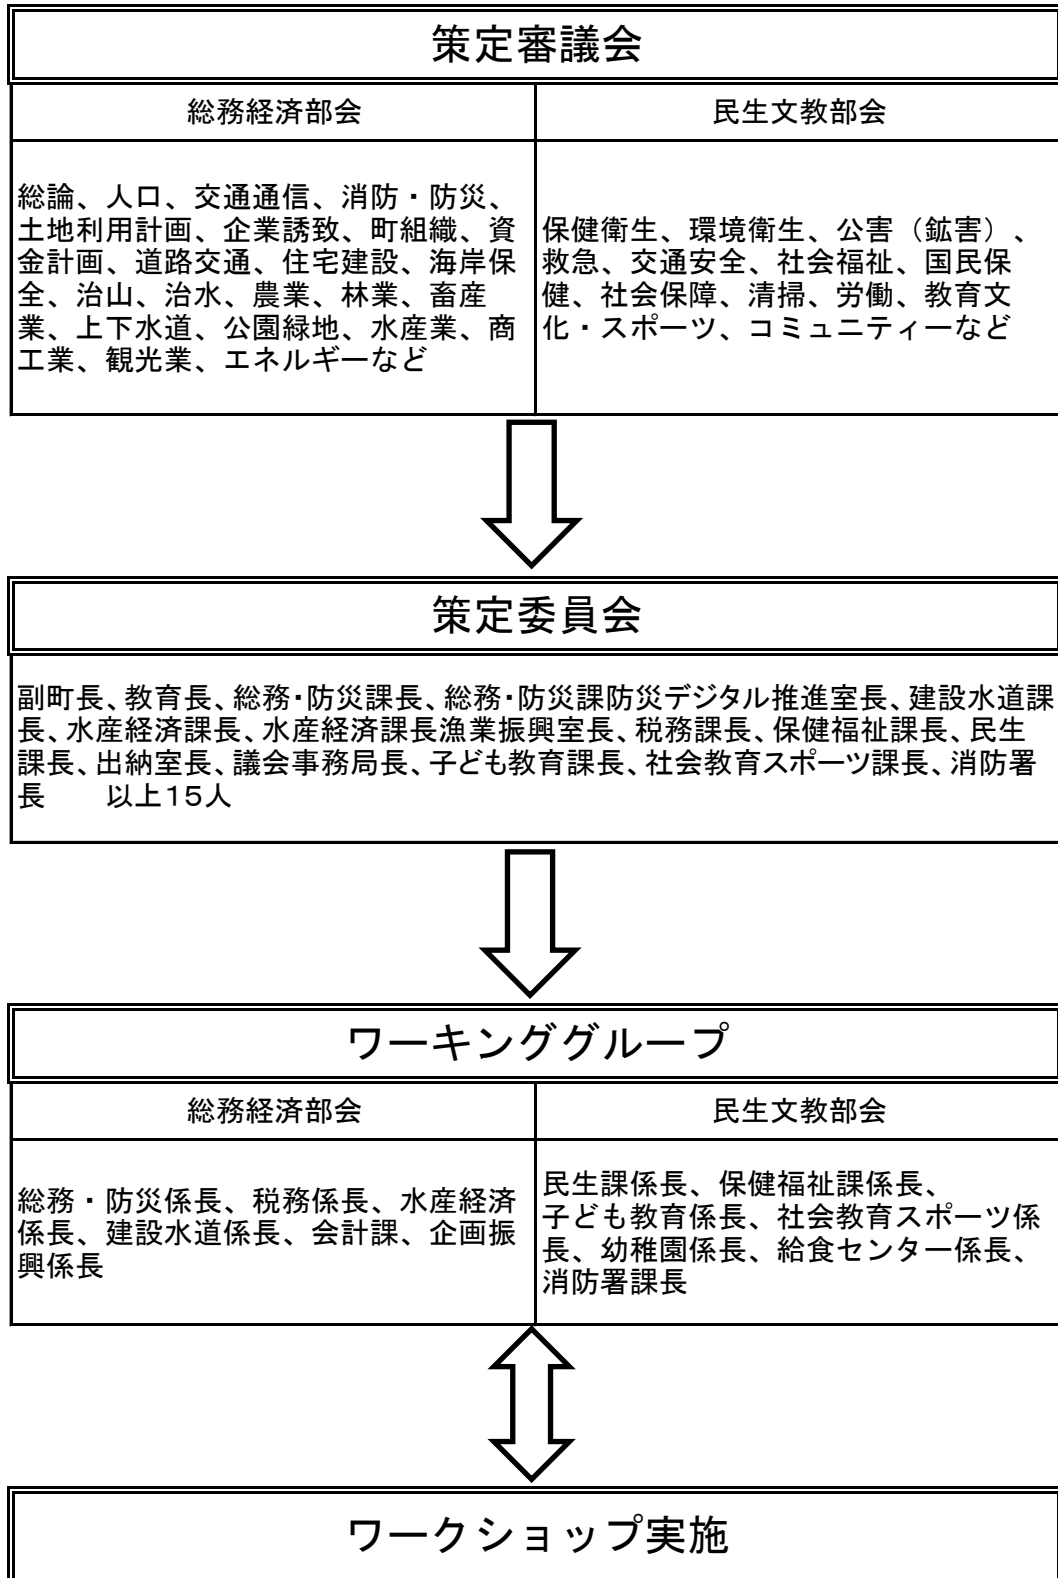 策定審議会
総務経済部会
民生文教部会
総論、人口、交通通信、消防・防災、
土地利用計画、企業誘致、町組織、資
金計画、道路交通、住宅建設、海岸保
全、治山、治水、農業、林業、畜産
業、上下水道、公園緑地、水産業、商
工業、観光業、エネルギーなど
保健衛生、環境衛生、公害（鉱害）、
救急、交通安全、社会福祉、国民保
健、社会保障、清掃、労働、教育文
化・スポーツ、コミュニティーなど
策定委員会
副町長、教育長、総務・防災課長、総務・防災課防災デジタル推進室長、建設水道課
長、水産経済課長、水産経済課長漁業振興室長、税務課長、保健福祉課長、民生
課長、出納室長、議会事務局長、子ども教育課長、社会教育スポーツ課長、消防署
長　　以上１５人
ワーキンググループ
総務経済部会
民生文教部会
総務・防災係長、税務係長、水産経済
係長、建設水道係長、会計課、企画振
興係長
民生課係長、保健福祉課係長、
子ども教育係長、社会教育スポーツ係
長、幼稚園係長、給食センター係長、
消防署課長
ワークショップ実施